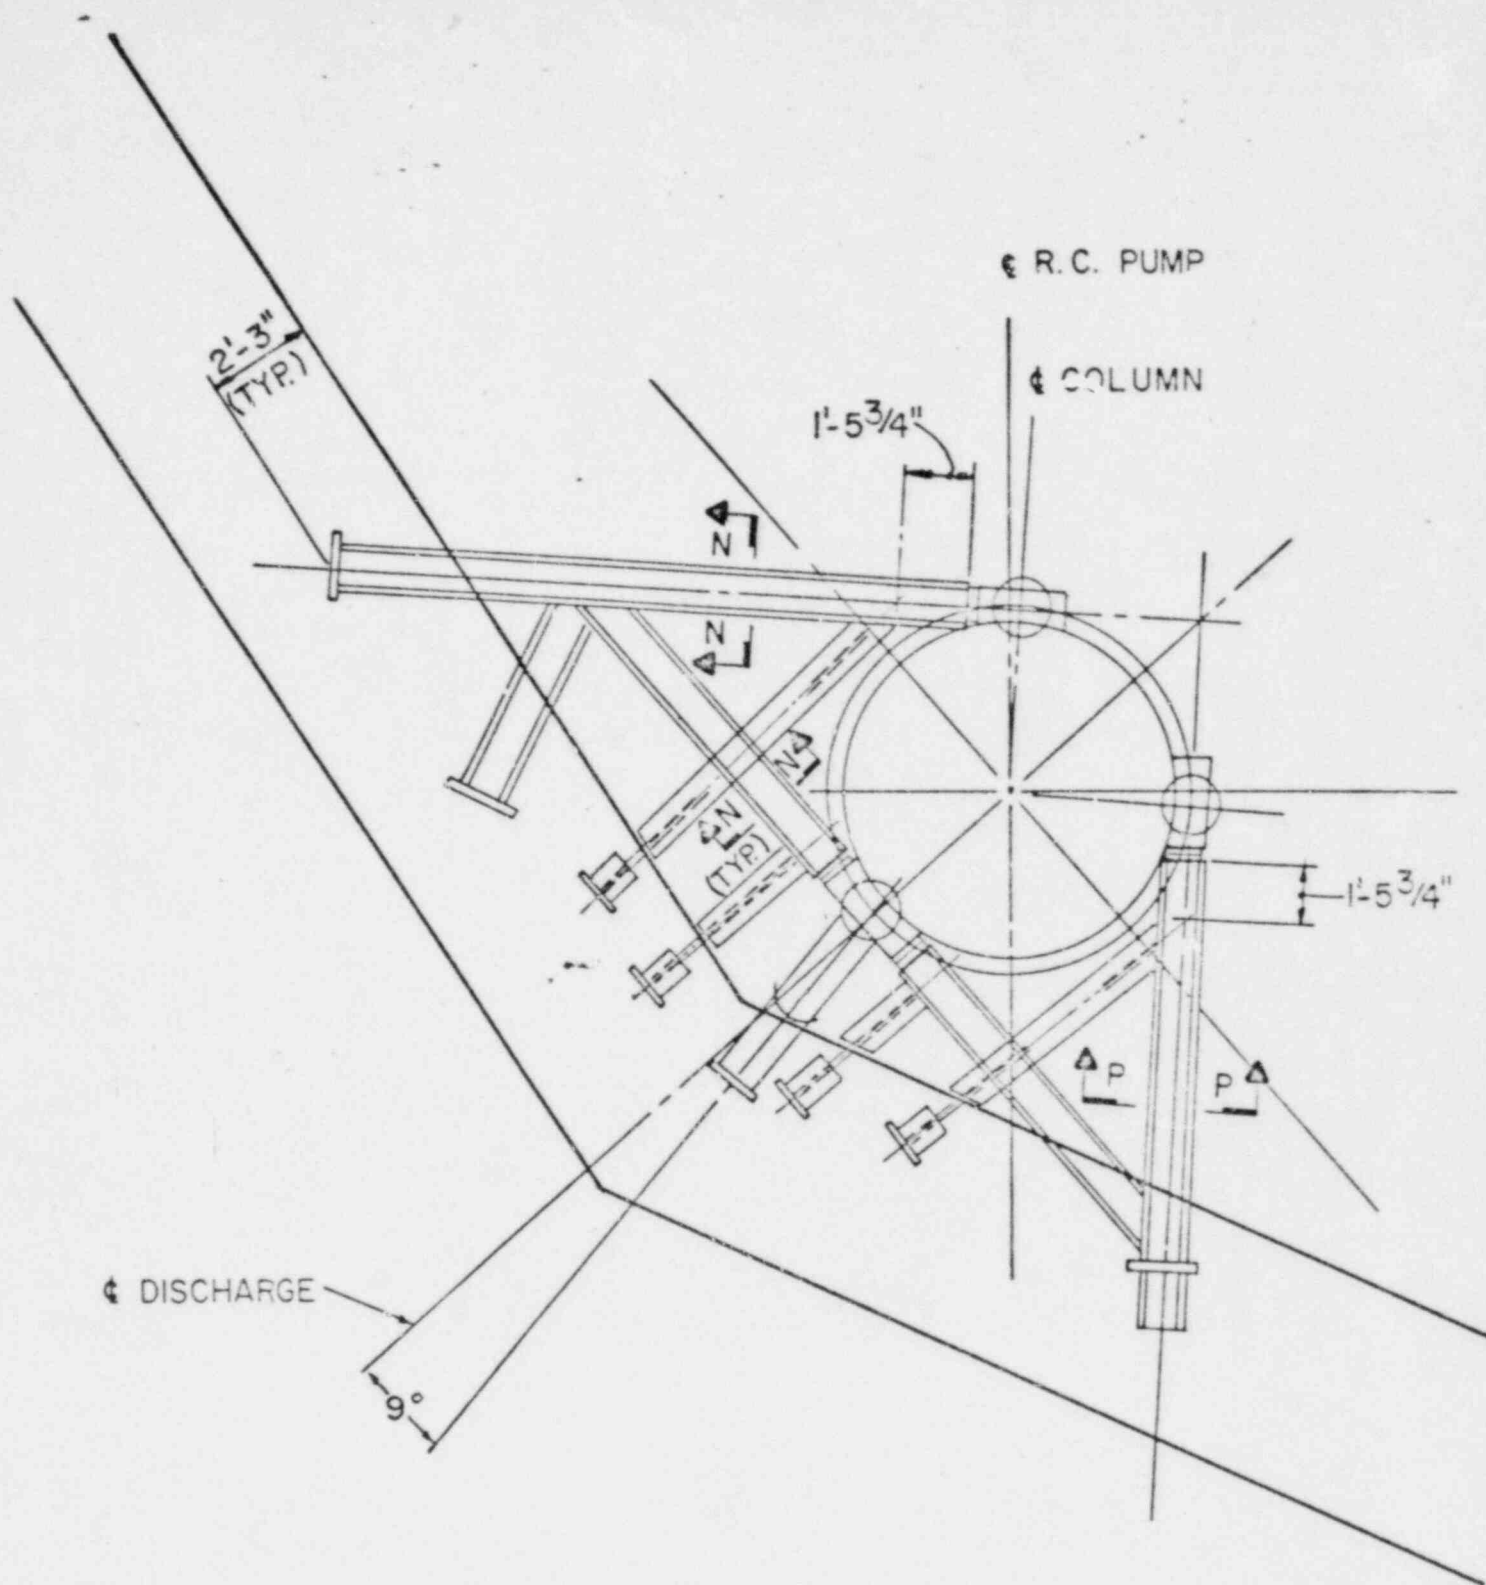 ℄ R.C. PUMP
℄ COLUMN
2'-3"
(TYP.)
1'-5 3/4"
N
N
N
N
(TYP.)
1'-5 3/4"
P
P
℄ DISCHARGE
9°